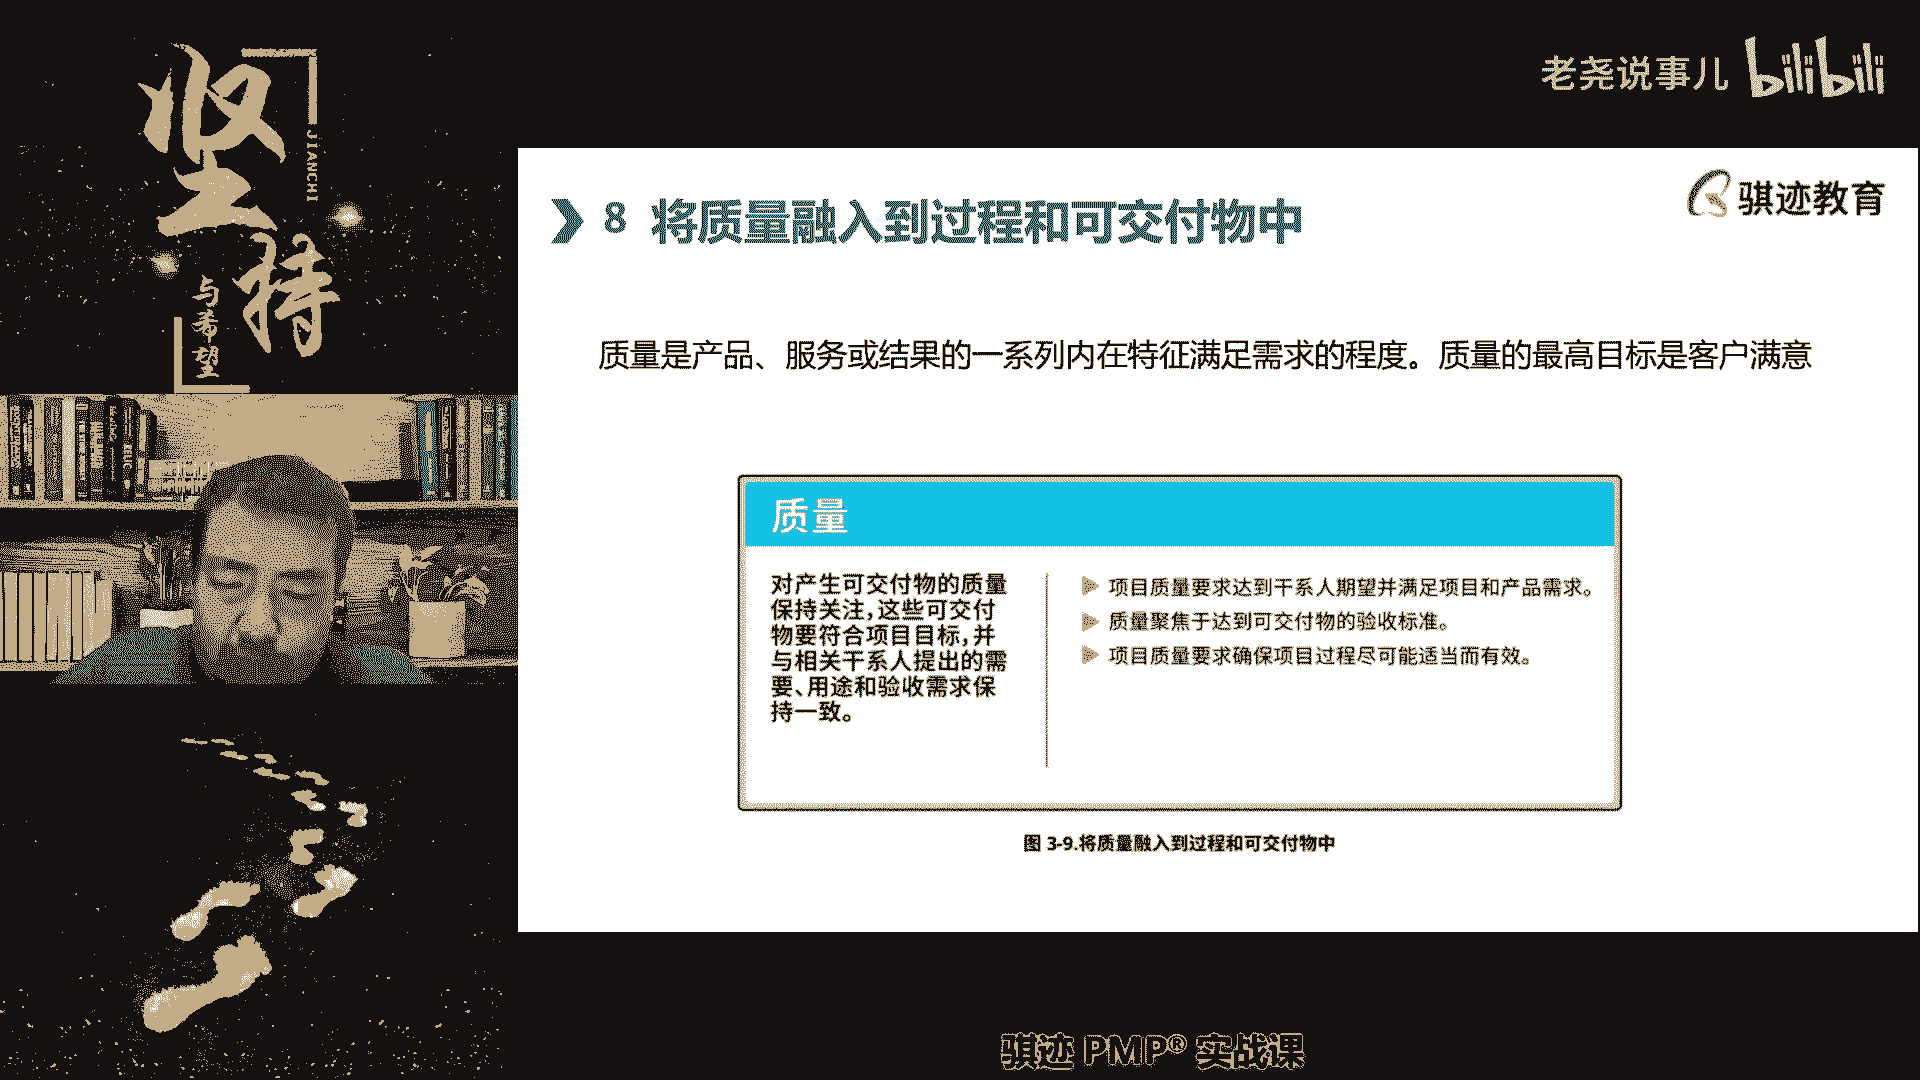 坚持
JIANCHI
与希望
老尧说事儿 bilibili
骐迹教育
8 将质量融入到过程和可交付物中
质量是产品、服务或结果的一系列内在特征满足需求的程度。质量的最高目标是客户满意
质量
对产生可交付物的质量
保持关注，这些可交付
物要符合项目目标，并
与相关干系人提出的需
要、用途和验收需求保
持一致。
项目质量要求达到干系人期望并满足项目和产品需求。
质量聚焦于达到可交付物的验收标准。
项目质量要求确保项目过程尽可能适当而有效。
图 3-9.将质量融入到过程和可交付物中
骐迹 PMP® 实战课